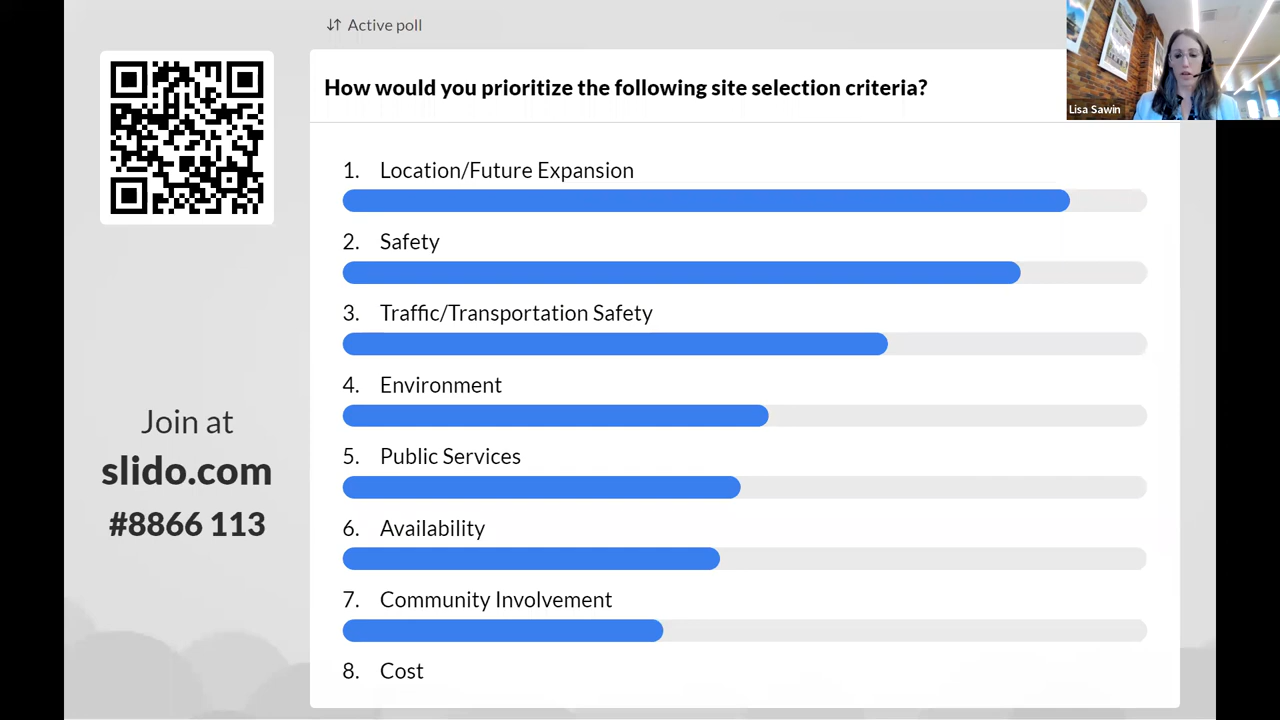 Active poll
How would you prioritize the following site selection criteria?
Lisa Sawin
1. Location/Future Expansion
2. Safety
3. Traffic/Transportation Safety
4. Environment
5. Public Services
6. Availability
7. Community Involvement
8. Cost
Join at
slido.com
#8866 113